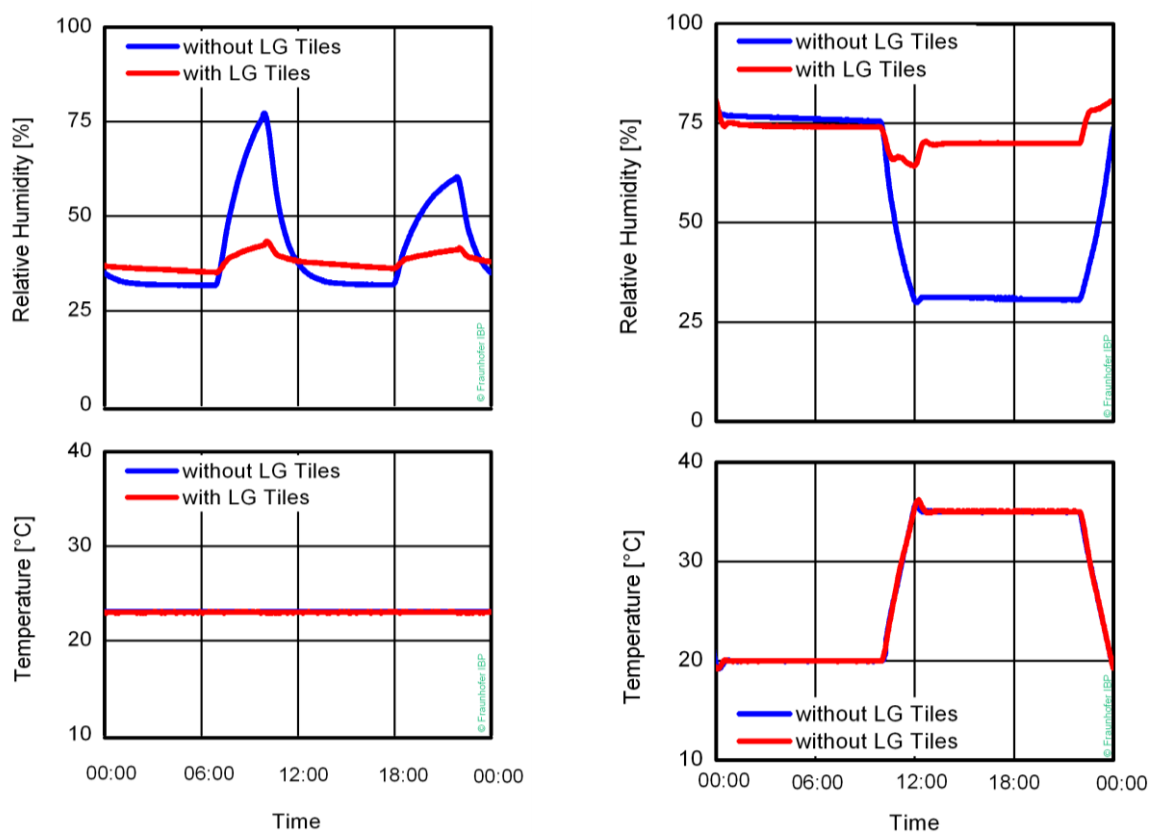 100
75
50
25
0
Relative Humidity [%]
without LG Tiles
with LG Tiles
© Fraunhofer IBP
40
30
20
10
Temperature [°C]
without LG Tiles
with LG Tiles
© Fraunhofer IBP
00:00 06:00 12:00 18:00 00:00
Time
100
75
50
25
0
Relative Humidity [%]
without LG Tiles
with LG Tiles
© Fraunhofer IBP
40
30
20
10
Temperature [°C]
without LG Tiles
without LG Tiles
© Fraunhofer IBP
00:00 06:00 12:00 18:00 00:00
Time